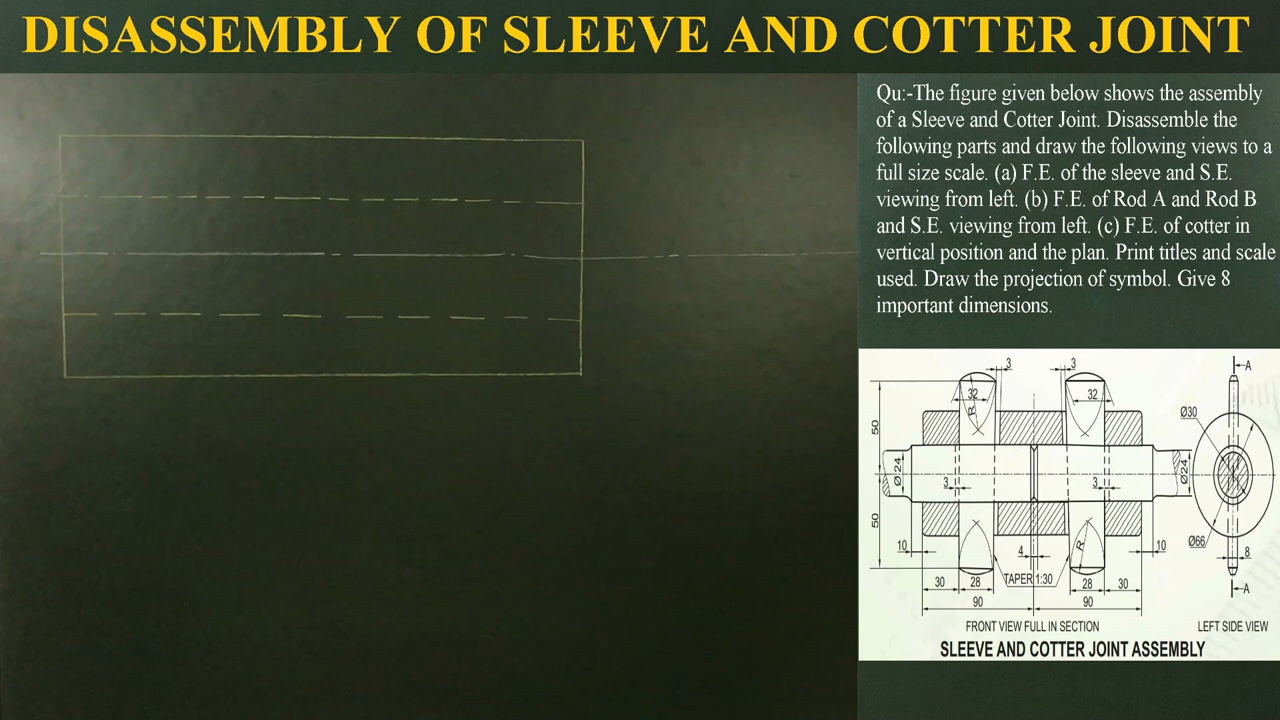 DISASSEMBLY OF SLEEVE AND COTTER JOINT
Qu:-The figure given below shows the assembly
of a Sleeve and Cotter Joint. Disassemble the
following parts and draw the following views to a
full size scale. (a) F.E. of the sleeve and S.E.
viewing from left. (b) F.E. of Rod A and Rod B
and S.E. viewing from left. (c) F.E. of cotter in
vertical position and the plan. Print titles and scale
used. Draw the projection of symbol. Give 8
important dimensions.
3 3 A
32 32
R
Ø30
50
Ø 24 Ø24
3 3
50
R
Ø66
10 4 10 8
TAPER 1:30
30 28 28 30 A
90 90
FRONT VIEW FULL IN SECTION LEFT SIDE VIEW
SLEEVE AND COTTER JOINT ASSEMBLY